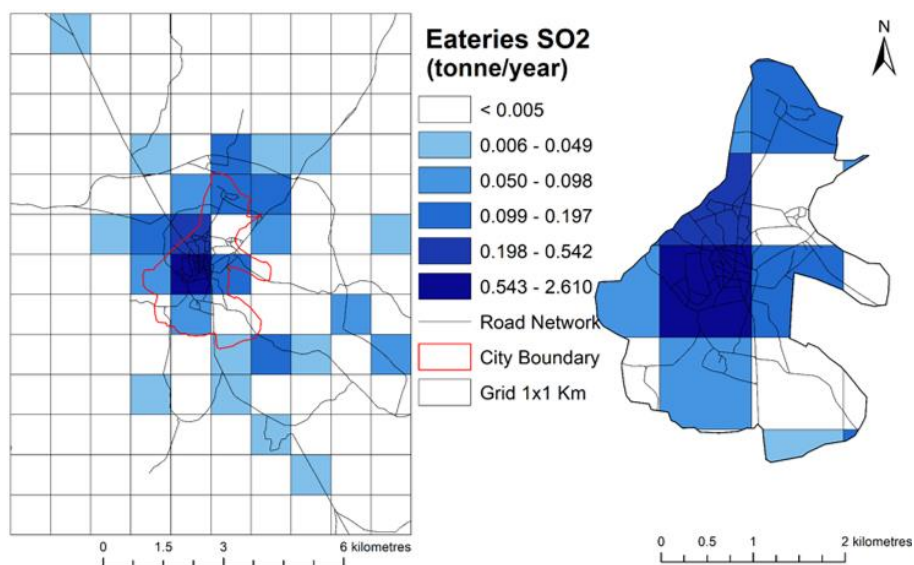 Eateries SO2
(tonne/year)
< 0.005
0.006 - 0.049
0.050 - 0.098
0.099 - 0.197
0.198 - 0.542
0.543 - 2.610
Road Network
City Boundary
Grid 1x1 Km
N
0 1.5 3 6 kilometres
0 0.5 1 2 kilometres